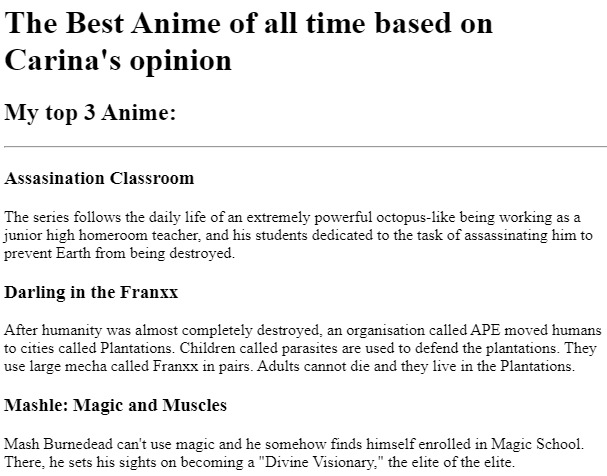 The Best Anime of all time based on
Carina's opinion
My top 3 Anime:
Assasination Classroom
The series follows the daily life of an extremely powerful octopus-like being working as a
junior high homeroom teacher, and his students dedicated to the task of assassinating him to
prevent Earth from being destroyed.
Darling in the Franxx
After humanity was almost completely destroyed, an organisation called APE moved humans
to cities called Plantations. Children called parasites are used to defend the plantations. They
use large mecha called Franxx in pairs. Adults cannot die and they live in the Plantations.
Mashle: Magic and Muscles
Mash Burnedead can't use magic and he somehow finds himself enrolled in Magic School.
There, he sets his sights on becoming a "Divine Visionary," the elite of the elite.